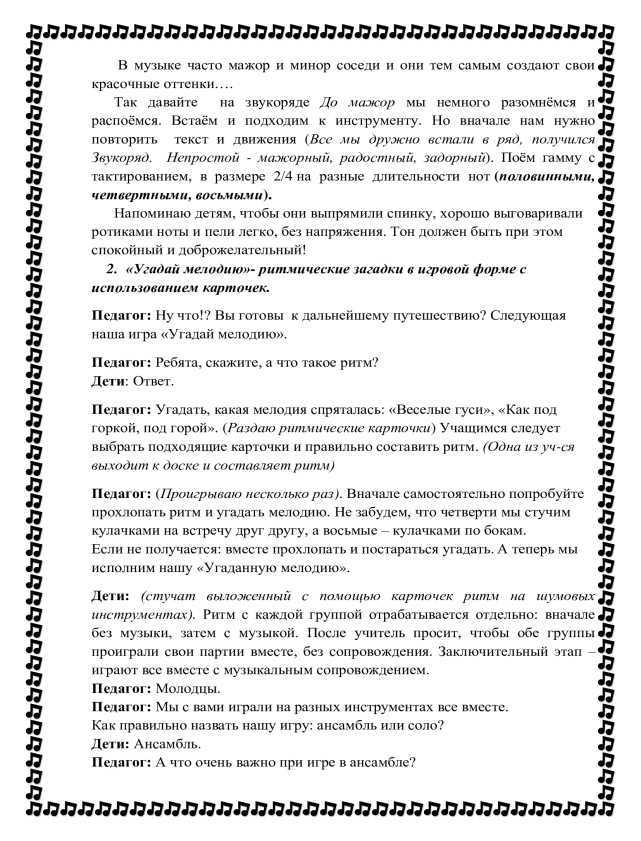 В музыке часто мажор и минор соседи и они тем самым создают свои
красочные оттенки….
Так давайте на звукоряде До мажор мы немного разомнёмся и
распоёмся. Встаём и подходим к инструменту. Но вначале нам нужно
повторить текст и движения (Все мы дружно встали в ряд, получился
Звукоряд. Непростой - мажорный, радостный, задорный). Поём гамму с
тактированием, в размере 2/4 на разные длительности нот (половинными,
четвертными, восьмыми).
Напоминаю детям, чтобы они выпрямили спинку, хорошо выговаривали
ротиками ноты и пели легко, без напряжения. Тон должен быть при этом
спокойный и доброжелательный!
2. «Угадай мелодию»- ритмические загадки в игровой форме с
использованием карточек.
Педагог: Ну что!? Вы готовы к дальнейшему путешествию? Следующая
наша игра «Угадай мелодию».
Педагог: Ребята, скажите, а что такое ритм?
Дети: Ответ.
Педагог: Угадать, какая мелодия спряталась: «Веселые гуси», «Как под
горкой, под горой». (Раздаю ритмические карточки) Учащимся следует
выбрать подходящие карточки и правильно составить ритм. (Одна из уч-ся
выходит к доске и составляет ритм)
Педагог: (Проигрываю несколько раз). Вначале самостоятельно попробуйте
прохлопать ритм и угадать мелодию. Не забудем, что четверти мы стучим
кулачками на встречу друг другу, а восьмые – кулачками по бокам.
Если не получается: вместе прохлопать и постараться угадать. А теперь мы
исполним нашу «Угаданную мелодию».
Дети: (стучат выложенный с помощью карточек ритм на шумовых
инструментах). Ритм с каждой группой отрабатывается отдельно: вначале
без музыки, затем с музыкой. После учитель просит, чтобы обе группы
проиграли свои партии вместе, без сопровождения. Заключительный этап –
играют все вместе с музыкальным сопровождением.
Педагог: Молодцы.
Педагог: Мы с вами играли на разных инструментах все вместе.
Как правильно назвать нашу игру: ансамбль или соло?
Дети: Ансамбль.
Педагог: А что очень важно при игре в ансамбле?